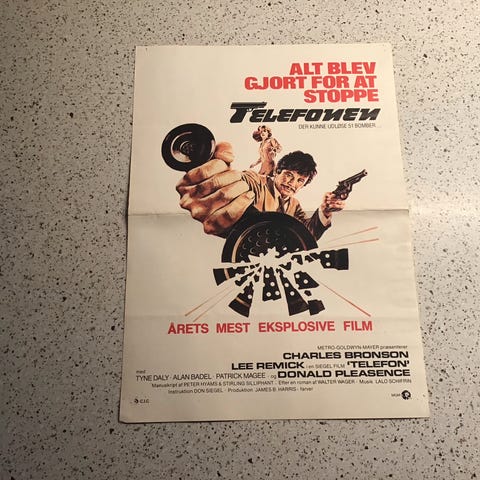 ALT BLEV
GJORT FOR AT
STOPPE
TELEFONEN
DER KUNNE UDLØSE 51 BOMBER...
ÅRETS MEST EKSPLOSIVE FILM
METRO-GOLDWYN-MAYER præsenterer
CHARLES BRONSON
LEE REMICK i en SIEGEL FILM 'TELEFON'
med TYNE DALY · ALAN BADEL · PATRICK MAGEE · og DONALD PLEASENCE
Manuskript af PETER HYAMS & STIRLING SILLIPHANT · Efter en roman af WALTER WAGER · Musik: LALO SCHIFRIN
Instruktion DON SIEGEL · Produktion: JAMES B. HARRIS · farver
C.I.C
MGM